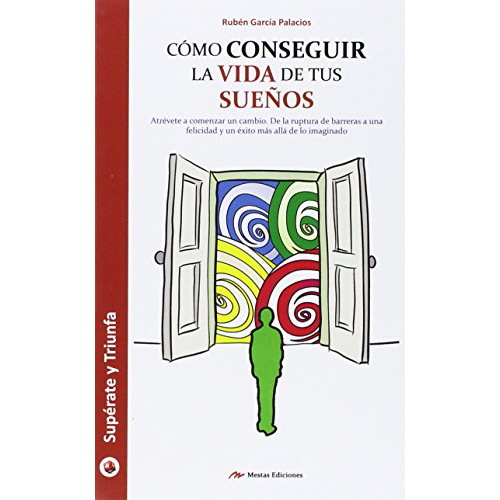 Rubén García Palacios
CÓMO CONSEGUIR
LA VIDA DE TUS
SUEÑOS
Atrévete a comenzar un cambio. De la ruptura de barreras a una
felicidad y un éxito más allá de lo imaginado
Supérate y Triunfa
Mestas Ediciones